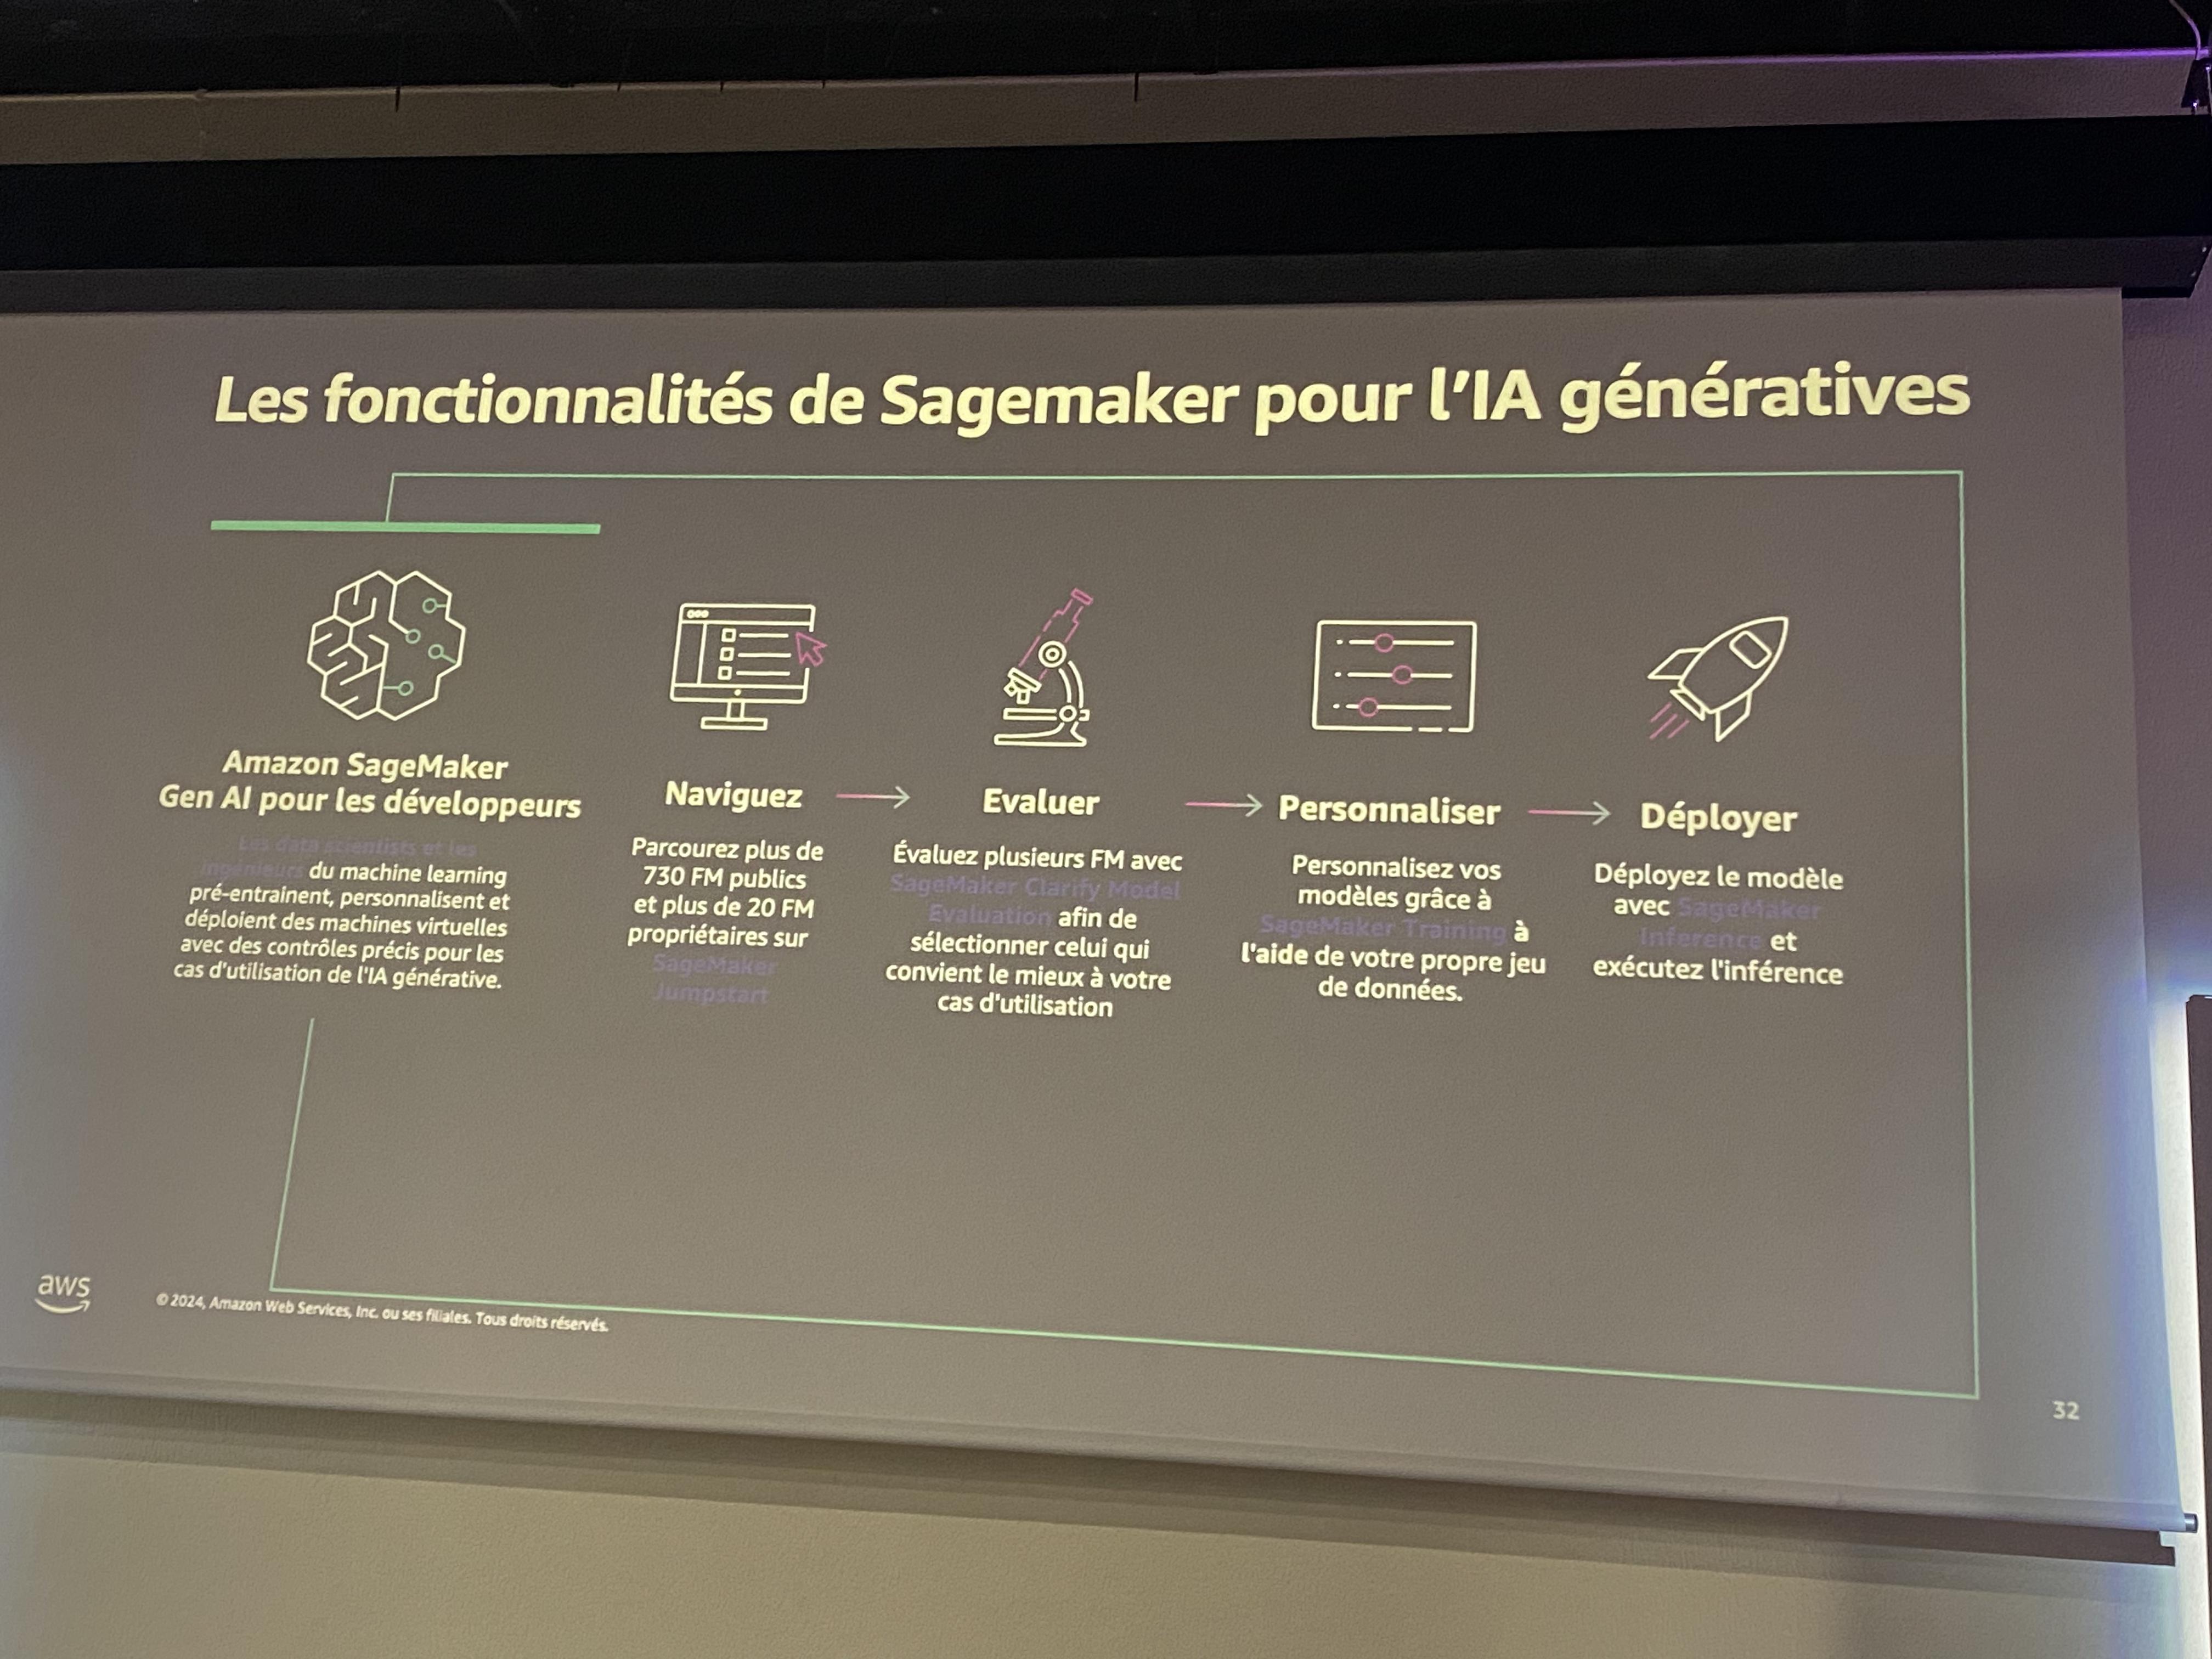 Les fonctionnalités de Sagemaker pour l'IA génératives
Amazon SageMaker
Gen AI pour les développeurs
Les data scientists et les
ingénieurs du machine learning
pré-entrainent, personnalisent et
déploient des machines virtuelles
avec des contrôles précis pour les
cas d'utilisation de l'IA générative.
Naviguez
Parcourez plus de
730 FM publics
et plus de 20 FM
propriétaires sur
SageMaker
Jumpstart
Evaluer
Évaluez plusieurs FM avec
SageMaker Clarify Model
Evaluation afin de
sélectionner celui qui
convient le mieux à votre
cas d'utilisation
Personnaliser
Personnalisez vos
modèles grâce à
SageMaker Training à
l'aide de votre propre jeu
de données.
Déployer
Déployez le modèle
avec SageMaker
Inference et
exécutez l'inférence
aws
© 2024, Amazon Web Services, Inc. ou ses filiales. Tous droits réservés.
32